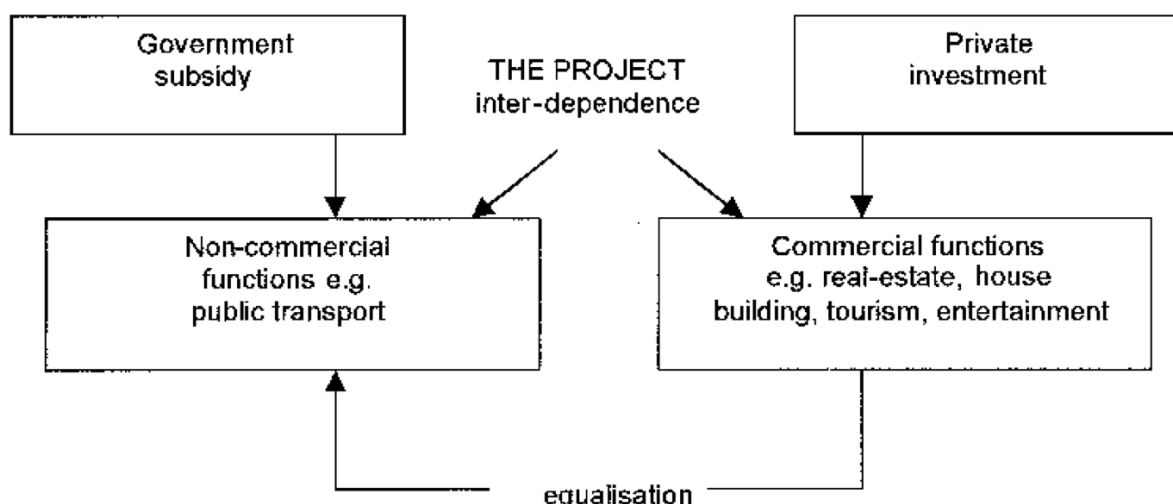 Government
subsidy
THE PROJECT
inter-dependence
Private
investment
Non-commercial
functions e.g.
public transport
Commercial functions
e.g. real-estate, house
building, tourism, entertainment
equalisation